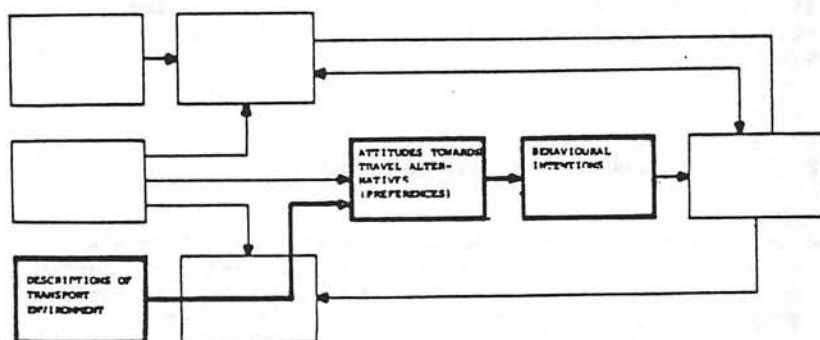 ATTITUDES TOWARDS
TRAVEL ALTER-
NATIVES
(PREFERENCES)
BEHAVIOURAL
INTENTIONS
DESCRIPTIONS OF
TRANSPORT
ENVIRONMENT